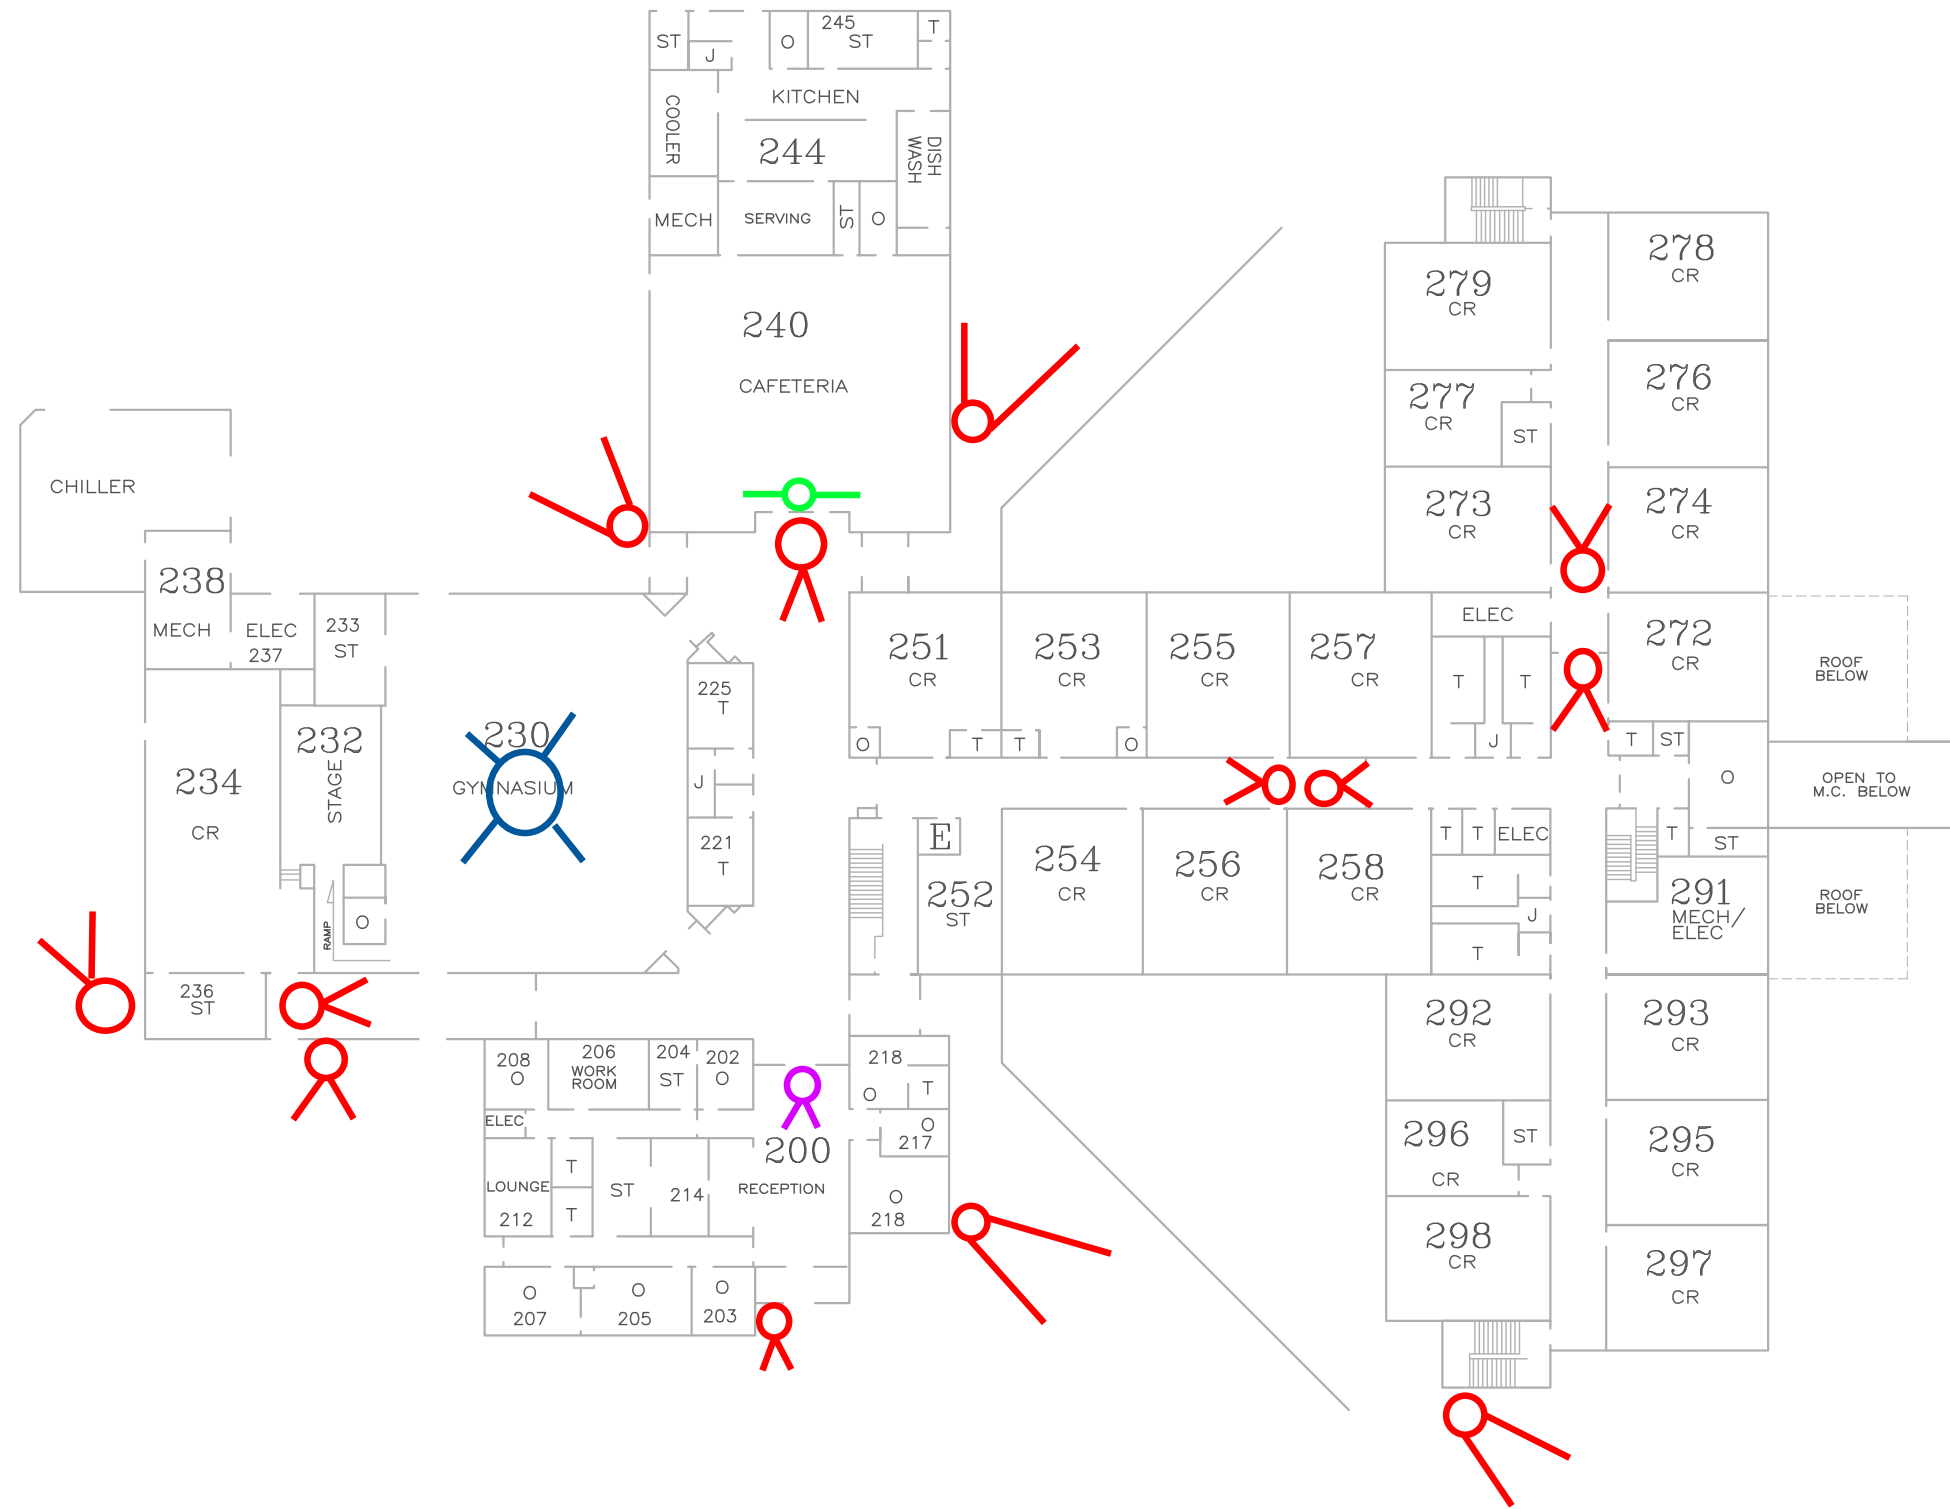 245
T
ST
O
ST
J
KITCHEN
COOLER
DISH
WASH
244
MECH
SERVING
ST
O
240
CAFETERIA
278
CR
279
CR
276
CR
277
CR
ST
274
CR
273
CR
CHILLER
238
MECH
ELEC
237
233
ST
251
CR
253
CR
255
CR
257
CR
ELEC
272
CR
ROOF
BELOW
T
T
J
T
ST
O
OPEN TO
M.C. BELOW
225
T
230
GYMNASIUM
232
STAGE
234
CR
J
O
T
T
O
221
T
E
252
ST
254
CR
256
CR
258
CR
T
T
ELEC
T
J
T
T
ST
291
MECH/
ELEC
ROOF
BELOW
RAMP
O
236
ST
292
CR
293
CR
208
O
206
WORK
ROOM
204
ST
202
O
218
O
T
ELEC
O
217
200
RECEPTION
LOUNGE
212
T
T
ST
214
O
218
296
CR
ST
295
CR
298
CR
297
CR
O
207
O
205
O
203